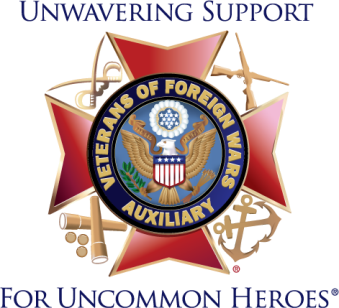 UNWAVERING SUPPORT
VETERANS OF FOREIGN WARS
AUXILIARY
®
FOR UNCOMMON HEROES®